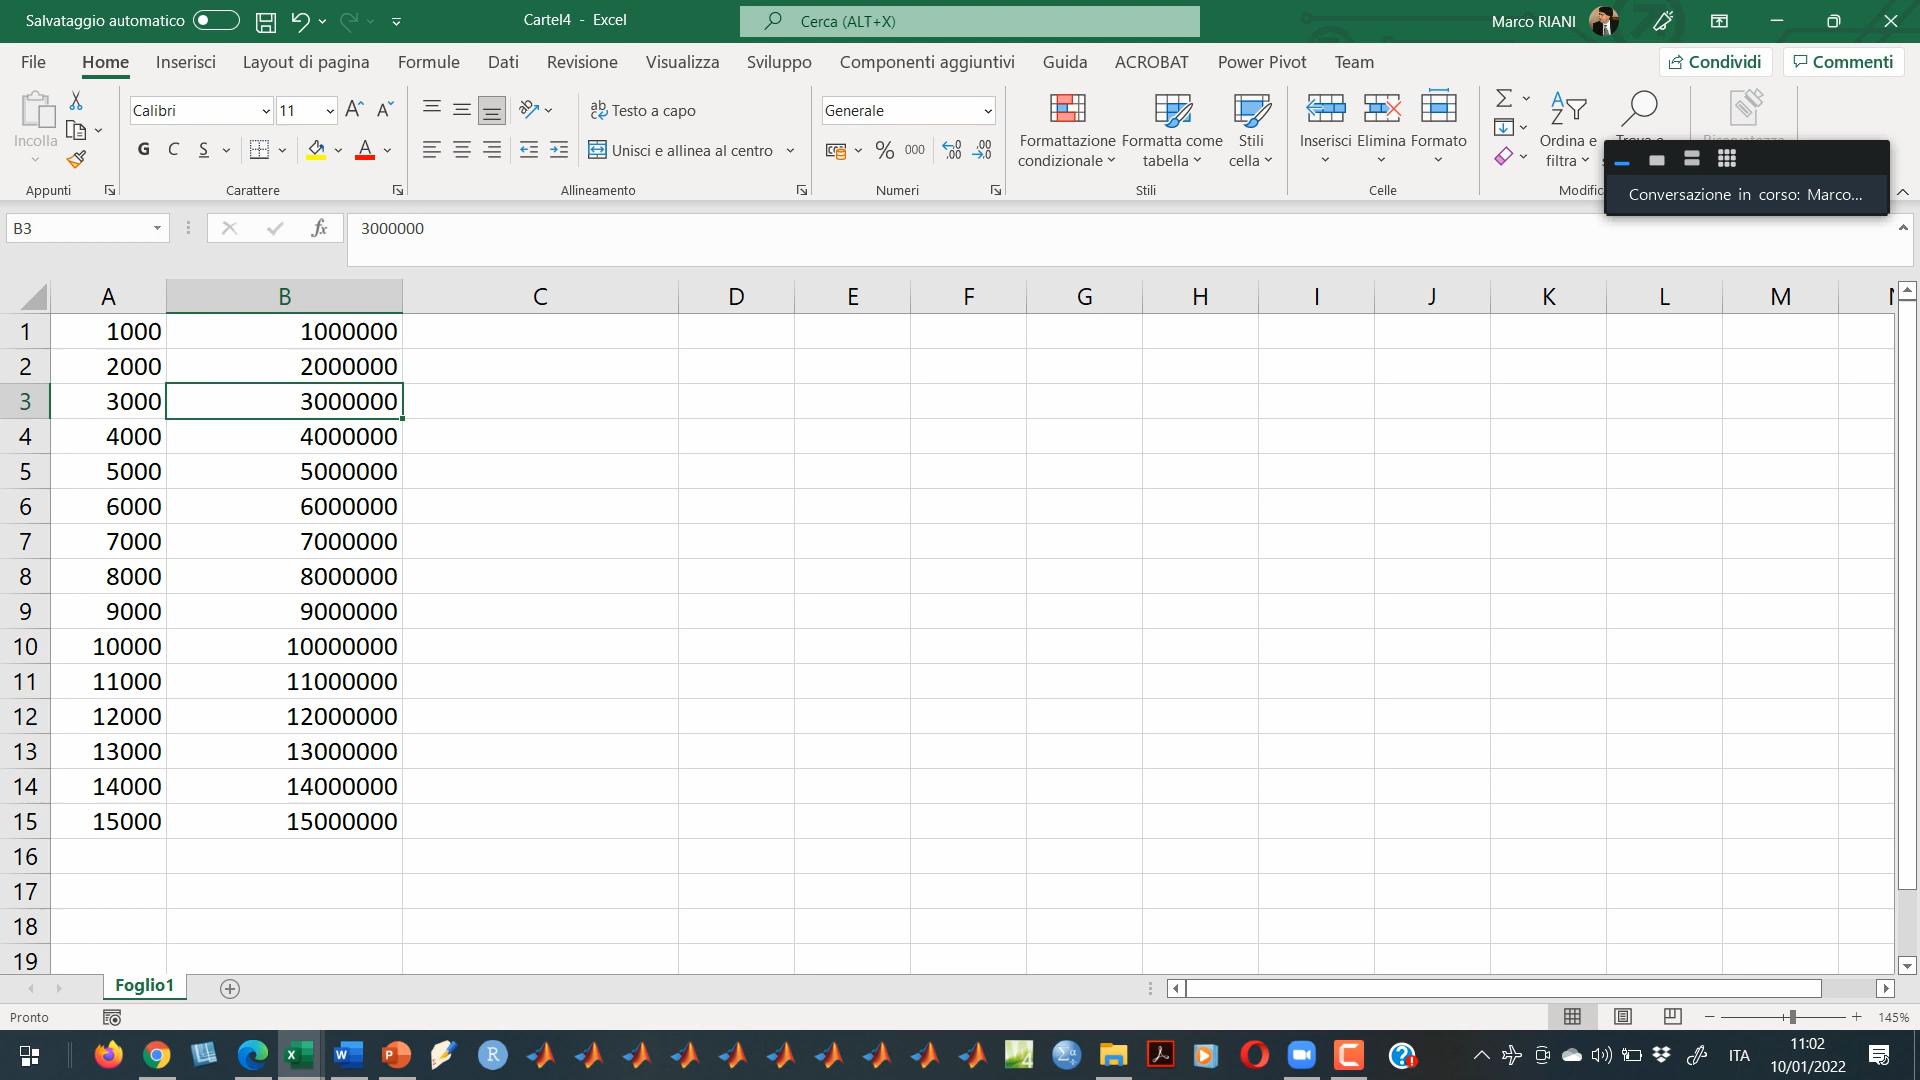 Salvataggio automatico
Cartel4 - Excel
Cerca (ALT+X)
Marco RIANI
File Home Inserisci Layout di pagina Formule Dati Revisione Visualizza Sviluppo Componenti aggiuntivi Guida ACROBAT Power Pivot Team
Condividi Commenti
Incolla
Appunti
Calibri 11
G C S
Carattere
Testo a capo
Unisci e allinea al centro
Allineamento
Generale
% 000
Numeri
Formattazione condizionale
Formatta come tabella
Stili cella
Stili
Inserisci Elimina Formato
Celle
Ordina e filtra
Conversazione in corso: Marco...
B3 fx 3000000
A B C D E F G H I J K L M
1 1000 1000000
2 2000 2000000
3 3000 3000000
4 4000 4000000
5 5000 5000000
6 6000 6000000
7 7000 7000000
8 8000 8000000
9 9000 9000000
10 10000 10000000
11 11000 11000000
12 12000 12000000
13 13000 13000000
14 14000 14000000
15 15000 15000000
16
17
18
19
Foglio1
Pronto
145%
ITA
11:02
10/01/2022